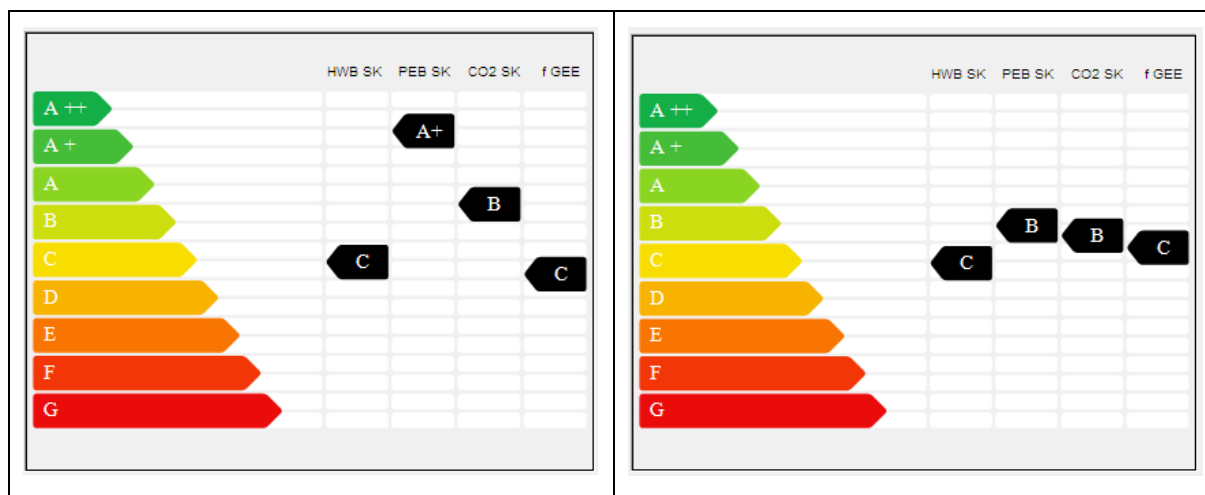 HWB SK PEB SK CO2 SK f GEE
A ++
A+
A +
A
B
B
C
C
C
D
E
F
G
HWB SK PEB SK CO2 SK f GEE
A ++
A +
A
B
B
B
C
C
C
D
E
F
G